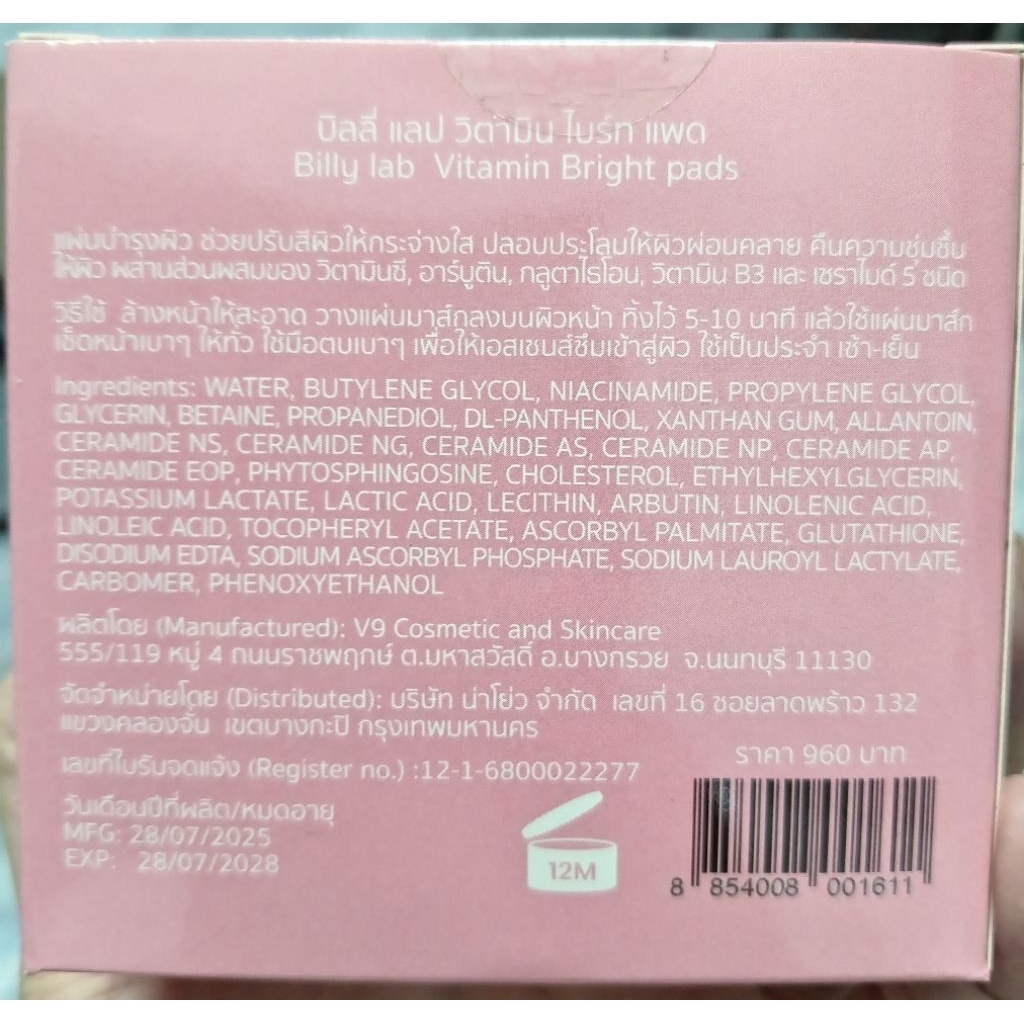 บิลลี่ แลป วิตามิน ไบร์ท แพด
Billy lab Vitamin Bright pads
แผ่นบำรุงผิว ช่วยปรับสีผิวให้กระจ่างใส ปลอบประโลมให้ผิวผ่อนคลาย คืนความชุ่มชื้น
ให้ผิว ผสานส่วนผสมของ วิตามินซี, อาร์บูติน, กลูตาไธโอน, วิตามิน B3 และ เซราไมด์ 5 ชนิด
วิธีใช้ ล้างหน้าให้สะอาด วางแผ่นมาส์กลงบนผิวหน้า ทิ้งไว้ 5-10 นาที แล้วใช้แผ่นมาส์ก
เช็ดหน้าเบาๆ ให้ทั่ว ใช้มือตบเบาๆ เพื่อให้เอสเซนส์ซึมเข้าสู่ผิว ใช้เป็นประจำ เช้า-เย็น
Ingredients: WATER, BUTYLENE GLYCOL, NIACINAMIDE, PROPYLENE GLYCOL,
GLYCERIN, BETAINE, PROPANEDIOL, DL-PANTHENOL, XANTHAN GUM, ALLANTOIN,
CERAMIDE NS, CERAMIDE NG, CERAMIDE AS, CERAMIDE NP, CERAMIDE AP,
CERAMIDE EOP, PHYTOSPHINGOSINE, CHOLESTEROL, ETHYLHEXYLGLYCERIN,
POTASSIUM LACTATE, LACTIC ACID, LECITHIN, ARBUTIN, LINOLENIC ACID,
LINOLEIC ACID, TOCOPHERYL ACETATE, ASCORBYL PALMITATE, GLUTATHIONE,
DISODIUM EDTA, SODIUM ASCORBYL PHOSPHATE, SODIUM LAUROYL LACTYLATE,
CARBOMER, PHENOXYETHANOL
ผลิตโดย (Manufactured): V9 Cosmetic and Skincare
555/119 หมู่ 4 ถนนราชพฤกษ์ ต.มหาสวัสดิ์ อ.บางกรวย จ.นนทบุรี 11130
จัดจำหน่ายโดย (Distributed): บริษัท น่าโย่ว จำกัด เลขที่ 16 ซอยลาดพร้าว 132
แขวงคลองจั่น เขตบางกะปิ กรุงเทพมหานคร
เลขที่ใบรับจดแจ้ง (Register no.) :12-1-6800022277
ราคา 960 บาท
วันเดือนปีที่ผลิต/หมดอายุ
MFG: 28/07/2025
EXP: 28/07/2028
12M
8 854008 001611